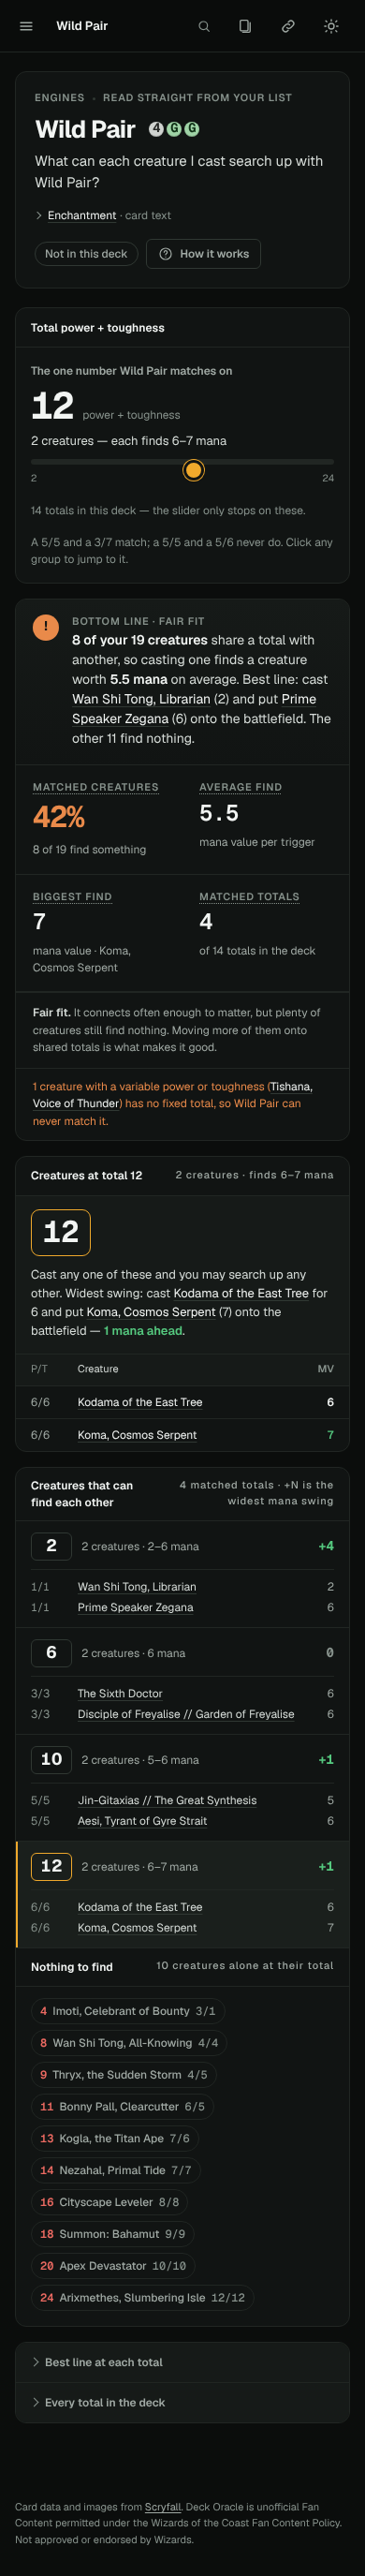 Wild Pair
ENGINES · READ STRAIGHT FROM YOUR LIST
Wild Pair 4 G G
What can each creature I cast search up with
Wild Pair?
Enchantment · card text
Not in this deck
How it works
Total power + toughness
The one number Wild Pair matches on
12 power + toughness
2 creatures — each finds 6–7 mana
2 24
14 totals in this deck — the slider only stops on these.
A 5/5 and a 3/7 match; a 5/5 and a 5/6 never do. Click any
group to jump to it.
!
BOTTOM LINE · FAIR FIT
8 of your 19 creatures share a total with
another, so casting one finds a creature
worth 5.5 mana on average. Best line: cast
Wan Shi Tong, Librarian (2) and put Prime
Speaker Zegana (6) onto the battlefield. The
other 11 find nothing.
MATCHED CREATURES
42%
8 of 19 find something
AVERAGE FIND
5.5
mana value per trigger
BIGGEST FIND
7
mana value · Koma,
Cosmos Serpent
MATCHED TOTALS
4
of 14 totals in the deck
Fair fit. It connects often enough to matter, but plenty of
creatures still find nothing. Moving more of them onto
shared totals is what makes it good.
1 creature with a variable power or toughness (Tishana,
Voice of Thunder) has no fixed total, so Wild Pair can
never match it.
Creatures at total 12 2 creatures · finds 6–7 mana
12
Cast any one of these and you may search up any
other. Widest swing: cast Kodama of the East Tree for
6 and put Koma, Cosmos Serpent (7) onto the
battlefield — 1 mana ahead.
P/T Creature MV
6/6 Kodama of the East Tree 6
6/6 Koma, Cosmos Serpent 7
Creatures that can
find each other
4 matched totals · +N is the
widest mana swing
2 2 creatures · 2–6 mana +4
1/1 Wan Shi Tong, Librarian 2
1/1 Prime Speaker Zegana 6
6 2 creatures · 6 mana 0
3/3 The Sixth Doctor 6
3/3 Disciple of Freyalise // Garden of Freyalise 6
10 2 creatures · 5–6 mana +1
5/5 Jin-Gitaxias // The Great Synthesis 5
5/5 Aesi, Tyrant of Gyre Strait 6
12 2 creatures · 6–7 mana +1
6/6 Kodama of the East Tree 6
6/6 Koma, Cosmos Serpent 7
Nothing to find 10 creatures alone at their total
4 Imoti, Celebrant of Bounty 3/1
8 Wan Shi Tong, All-Knowing 4/4
9 Thryx, the Sudden Storm 4/5
11 Bonny Pall, Clearcutter 6/5
13 Kogla, the Titan Ape 7/6
14 Nezahal, Primal Tide 7/7
16 Cityscape Leveler 8/8
18 Summon: Bahamut 9/9
20 Apex Devastator 10/10
24 Arixmethes, Slumbering Isle 12/12
Best line at each total
Every total in the deck
Card data and images from Scryfall. Deck Oracle is unofficial Fan
Content permitted under the Wizards of the Coast Fan Content Policy.
Not approved or endorsed by Wizards.